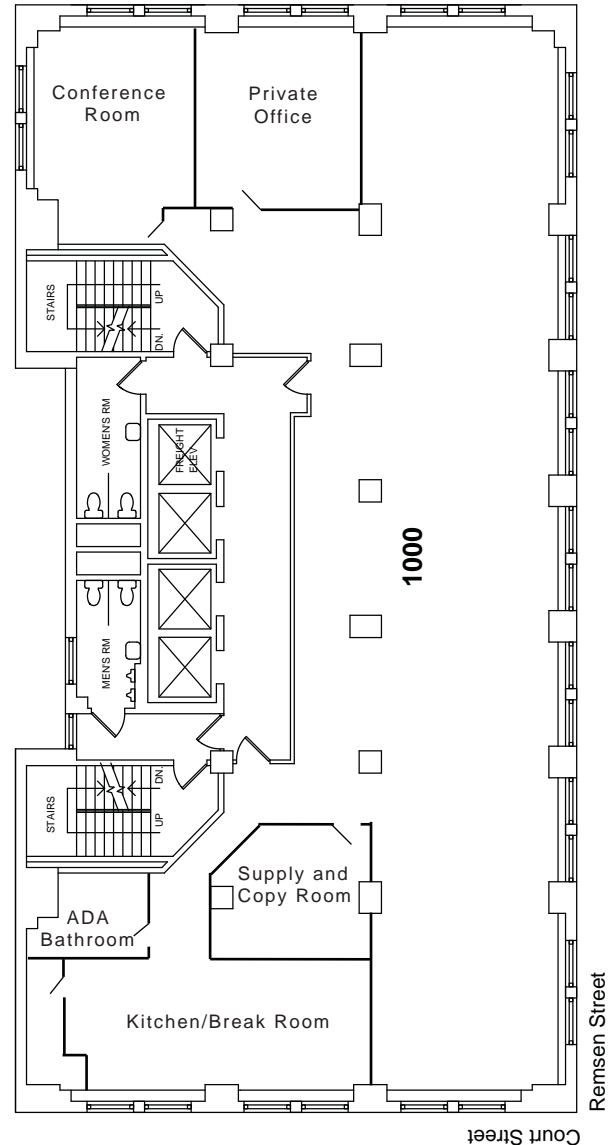 Conference
Room
Private
Office
STAIRS
UP
DN.
WOMEN'S RM
FREIGHT
ELEV
1000
MEN'S RM
STAIRS
DN.
UP
Supply and
Copy Room
ADA
Bathroom
Kitchen/Break Room
Remsen Street
Court Street